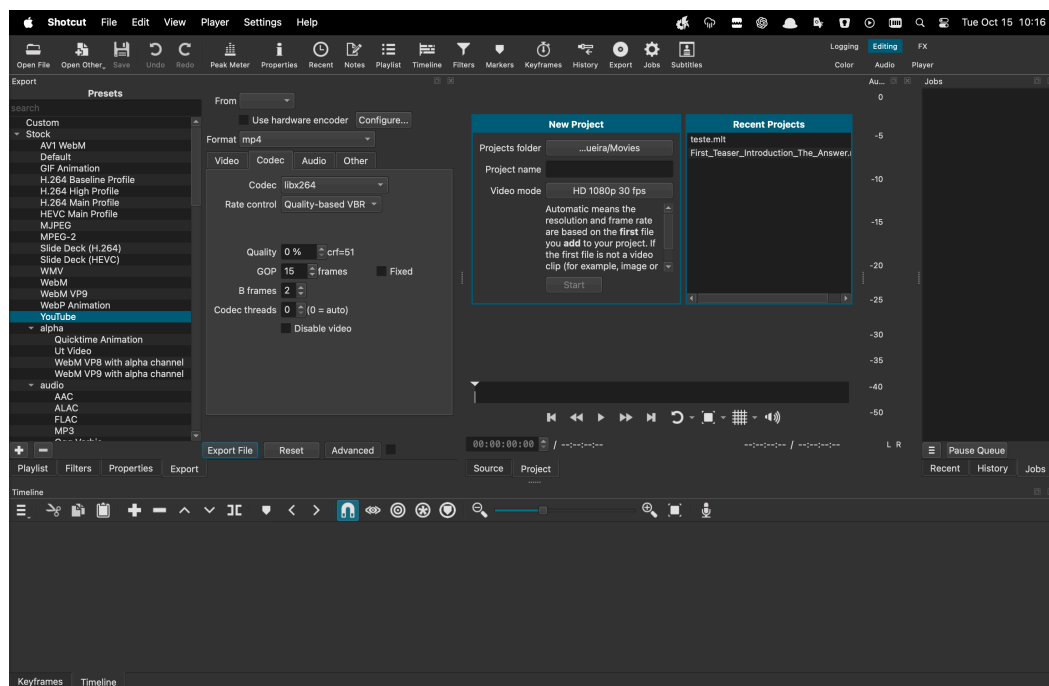 Shotcut File Edit View Player Settings Help Tue Oct 15 10:16
Open File Open Other... Save Undo Redo Peak Meter Properties Recent Notes Playlist Timeline Filters Markers Keyframes History Export Jobs Subtitles
Logging Editing FX
Color Audio Player
Export
Presets
search
Custom
Stock
AV1 WebM
Default
GIF Animation
H.264 Baseline Profile
H.264 High Profile
H.264 Main Profile
HEVC Main Profile
MJPEG
MPEG-2
Slide Deck (H.264)
Slide Deck (HEVC)
WMV
WebM
WebM VP9
WebP Animation
YouTube
alpha
Quicktime Animation
Ut Video
WebM VP8 with alpha channel
WebM VP9 with alpha channel
audio
AAC
ALAC
FLAC
MP3
From
Use hardware encoder Configure...
Format mp4
Video Codec Audio Other
Codec libx264
Rate control Quality-based VBR
Quality 0 % crf=51
GOP 15 frames Fixed
B frames 2
Codec threads 0 (0 = auto)
Disable video
Export File Reset Advanced
Playlist Filters Properties Export
New Project
Projects folder ...ueira/Movies
Project name
Video mode HD 1080p 30 fps
Automatic means the
resolution and frame rate
are based on the first file
you add to your project. If
the first file is not a video
clip (for example, image or
Start
Recent Projects
teste.mlt
First_Teaser_Introduction_The_Answer.
00:00:00:00 / --:--:--:--
--:--:--:-- / --:--:--:--
Source Project
Au...
0
-5
-10
-15
-20
-25
-30
-35
-40
-50
L R
Jobs
Pause Queue
Recent History Jobs
Timeline
Keyframes Timeline